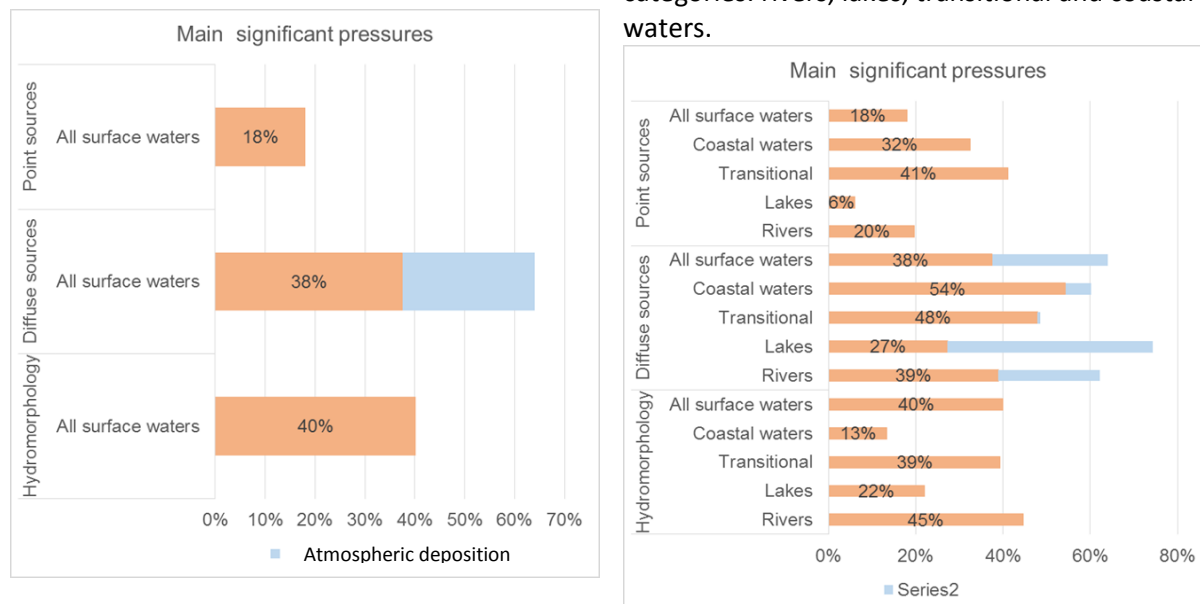 Main significant pressures
Point sources
All surface waters
18%
Diffuse sources
All surface waters
38%
Hydromorphology
All surface waters
40%
0% 10% 20% 30% 40% 50% 60% 70%
Atmospheric deposition
waters.
Main significant pressures
Point sources
All surface waters 18%
Coastal waters 32%
Transitional 41%
Lakes 6%
Rivers 20%
Diffuse sources
All surface waters 38%
Coastal waters 54%
Transitional 48%
Lakes 27%
Rivers 39%
Hydromorphology
All surface waters 40%
Coastal waters 13%
Transitional 39%
Lakes 22%
Rivers 45%
0% 20% 40% 60% 80%
Series2